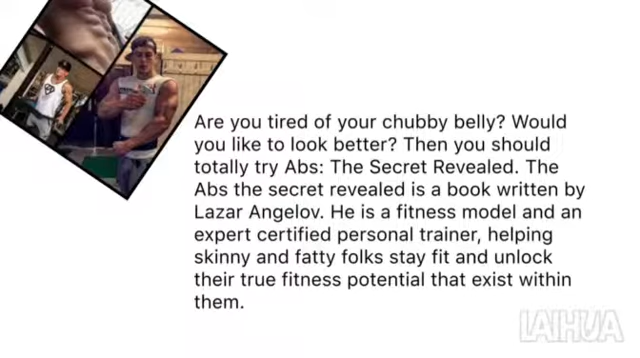 Are you tired of your chubby belly? Would
you like to look better? Then you should
totally try Abs: The Secret Revealed. The
Abs the secret revealed is a book written by
Lazar Angelov. He is a fitness model and an
expert certified personal trainer, helping
skinny and fatty folks stay fit and unlock
their true fitness potential that exist within
them.
LAIHUA